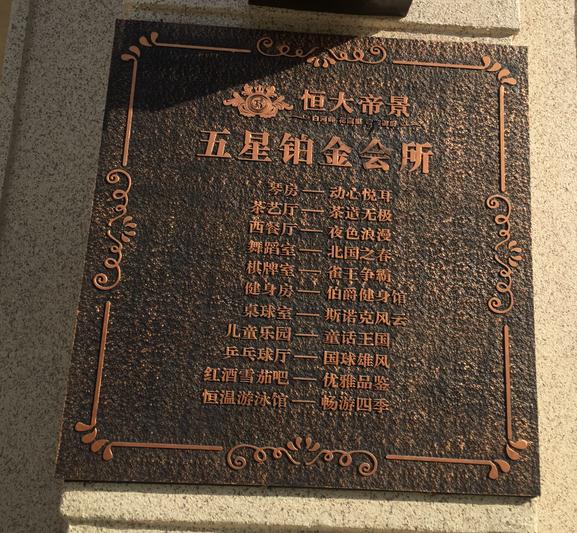 恒大帝景
五星铂金会所
琴房——动心悦耳
茶艺厅——茶道无极
西餐厅——夜色浪漫
舞蹈室——北国之春
棋牌室——雀王争霸
健身房——伯爵健身馆
桌球室——斯诺克风云
儿童乐园——童话王国
乒乓球厅——国球雄风
红酒雪茄吧——优雅品鉴
恒温游泳馆——畅游四季